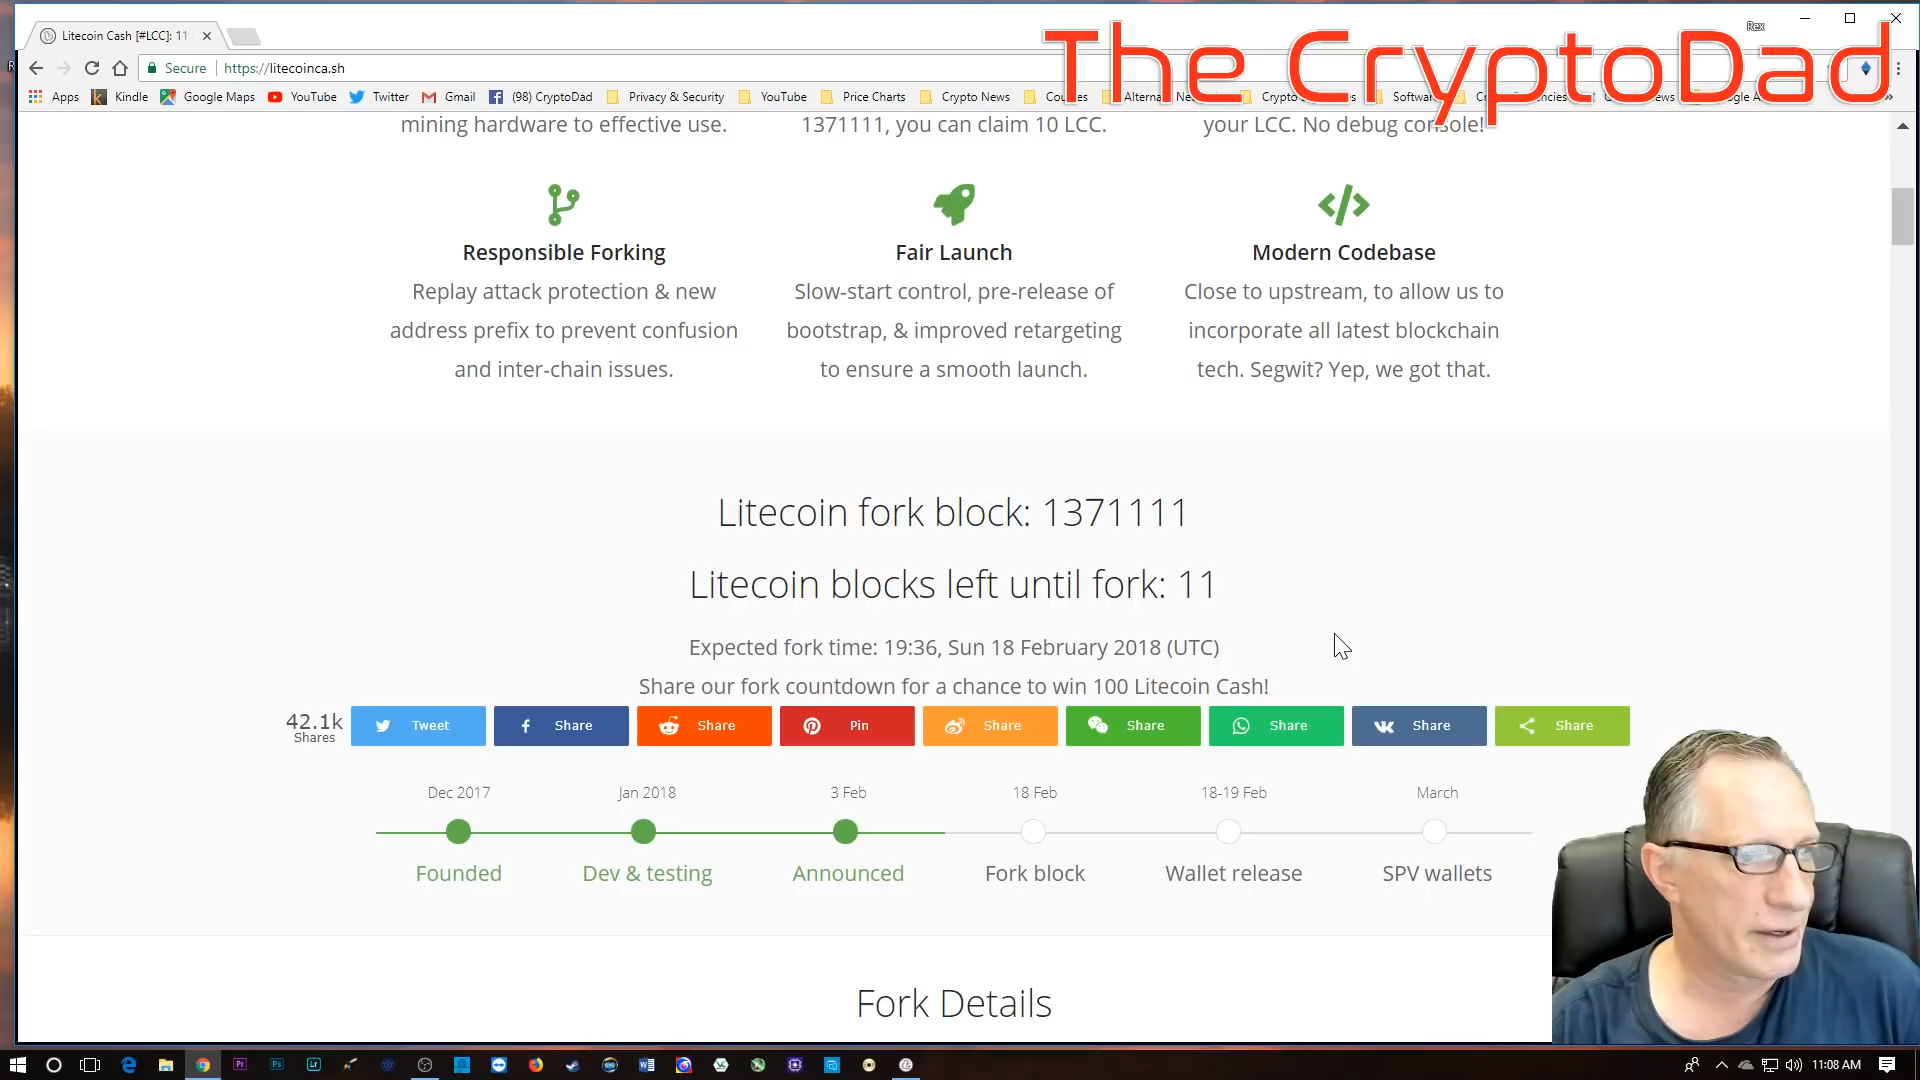 Litecoin Cash [#LCC]: 11
Rex
The CryptoDad
Secure
https://litecoinca.sh
Apps
Kindle
Google Maps
YouTube
Twitter
Gmail
(98) CryptoDad
Privacy & Security
YouTube
Price Charts
Crypto News
mining hardware to effective use.
1371111, you can claim 10 LCC.
your LCC. No debug console!
Responsible Forking
Replay attack protection & new
address prefix to prevent confusion
and inter-chain issues.
Fair Launch
Slow-start control, pre-release of
bootstrap, & improved retargeting
to ensure a smooth launch.
Modern Codebase
Close to upstream, to allow us to
incorporate all latest blockchain
tech. Segwit? Yep, we got that.
Litecoin fork block: 1371111
Litecoin blocks left until fork: 11
Expected fork time: 19:36, Sun 18 February 2018 (UTC)
Share our fork countdown for a chance to win 100 Litecoin Cash!
42.1k
Shares
Tweet
Share
Share
Pin
Share
Share
Share
Share
Share
Dec 2017
Jan 2018
3 Feb
18 Feb
18-19 Feb
March
Founded
Dev & testing
Announced
Fork block
Wallet release
SPV wallets
Fork Details
Pr
Ps
Lr
11:08 AM